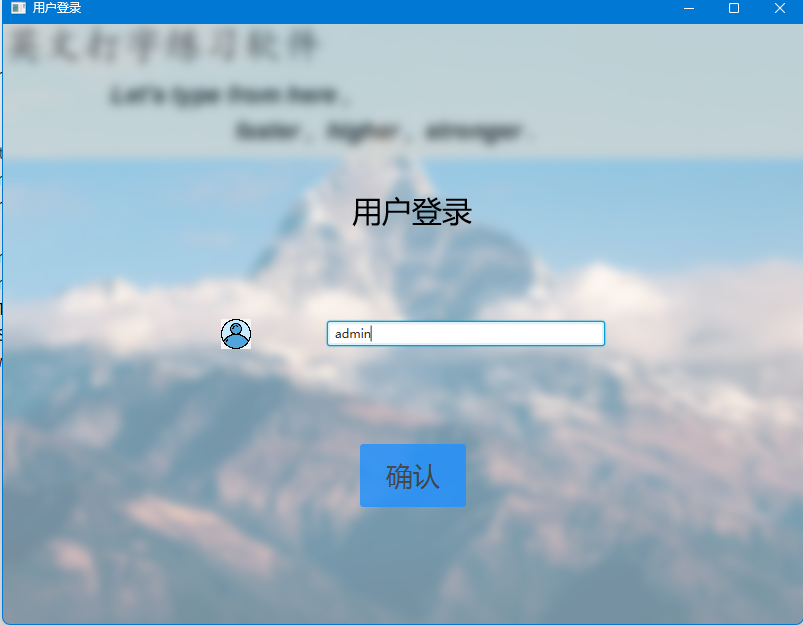 用户登录
英文打字练习软件
Let's type from here ,
faster , higher , stronger .
用户登录
admin
确认